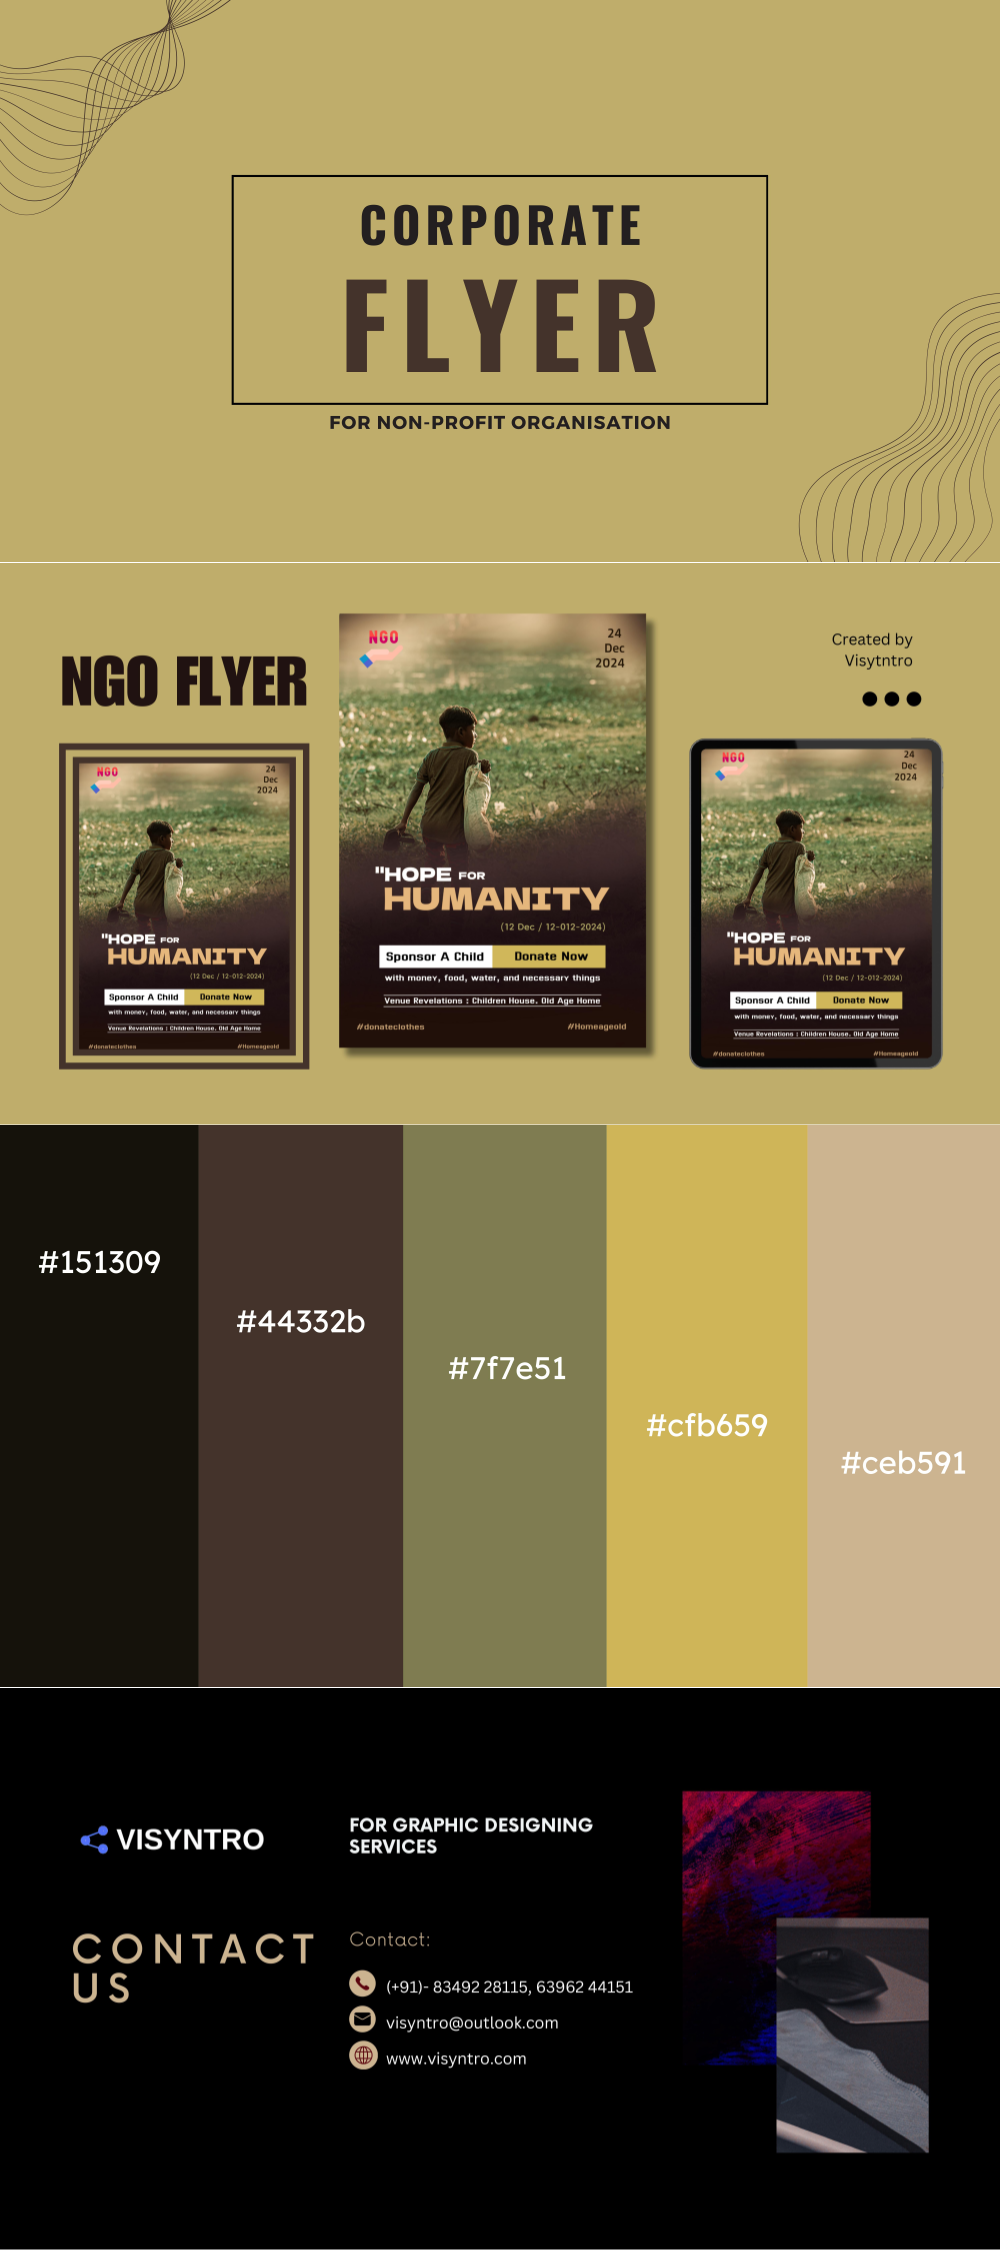 CORPORATE
FLYER
FOR NON-PROFIT ORGANISATION
NGO FLYER
NGO
24
Dec
2024
"HOPE FOR
HUMANITY
(12 Dec / 12-012-2024)
Sponsor A Child
Donate Now
with money, food, water, and necessary things
Venue Revelations : Children House, Old Age Home
#donateclothes
#Homeageold
NGO
24
Dec
2024
"HOPE FOR
HUMANITY
(12 Dec / 12-012-2024)
Sponsor A Child
Donate Now
with money, food, water, and necessary things
Venue Revelations : Children House, Old Age Home
#donateclothes
#Homeageold
Created by
Visytntro
NGO
24
Dec
2024
"HOPE FOR
HUMANITY
(12 Dec / 12-012-2024)
Sponsor A Child
Donate Now
with money, food, water, and necessary things
Venue Revelations : Children House, Old Age Home
#donateclothes
#Homeageold
#151309
#44332b
#7f7e51
#cfb659
#ceb591
VISYNTRO
CONTACT
US
FOR GRAPHIC DESIGNING
SERVICES
Contact:
(+91)- 83492 28115, 63962 44151
visyntro@outlook.com
www.visyntro.com